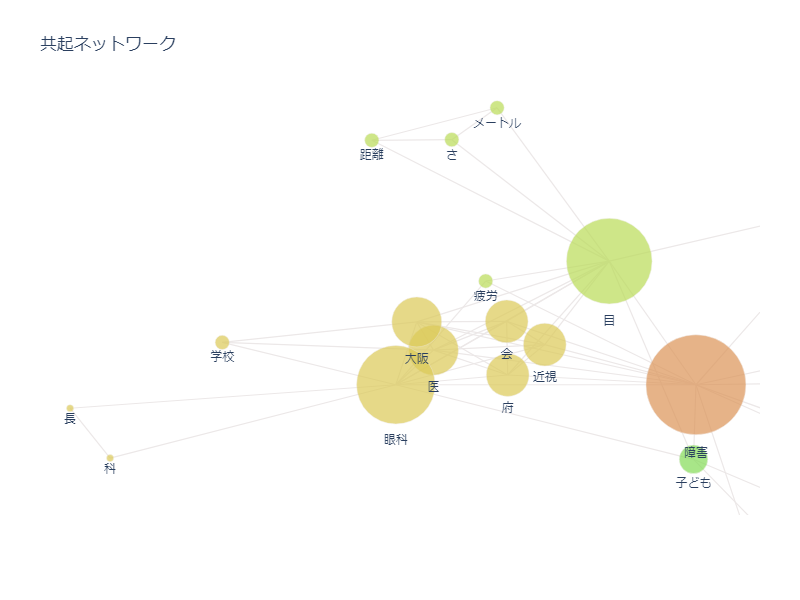 共起ネットワーク
メートル
距離
さ
疲労
目
学校
大阪
会
近視
医
府
長
眼科
科
障害
子ども